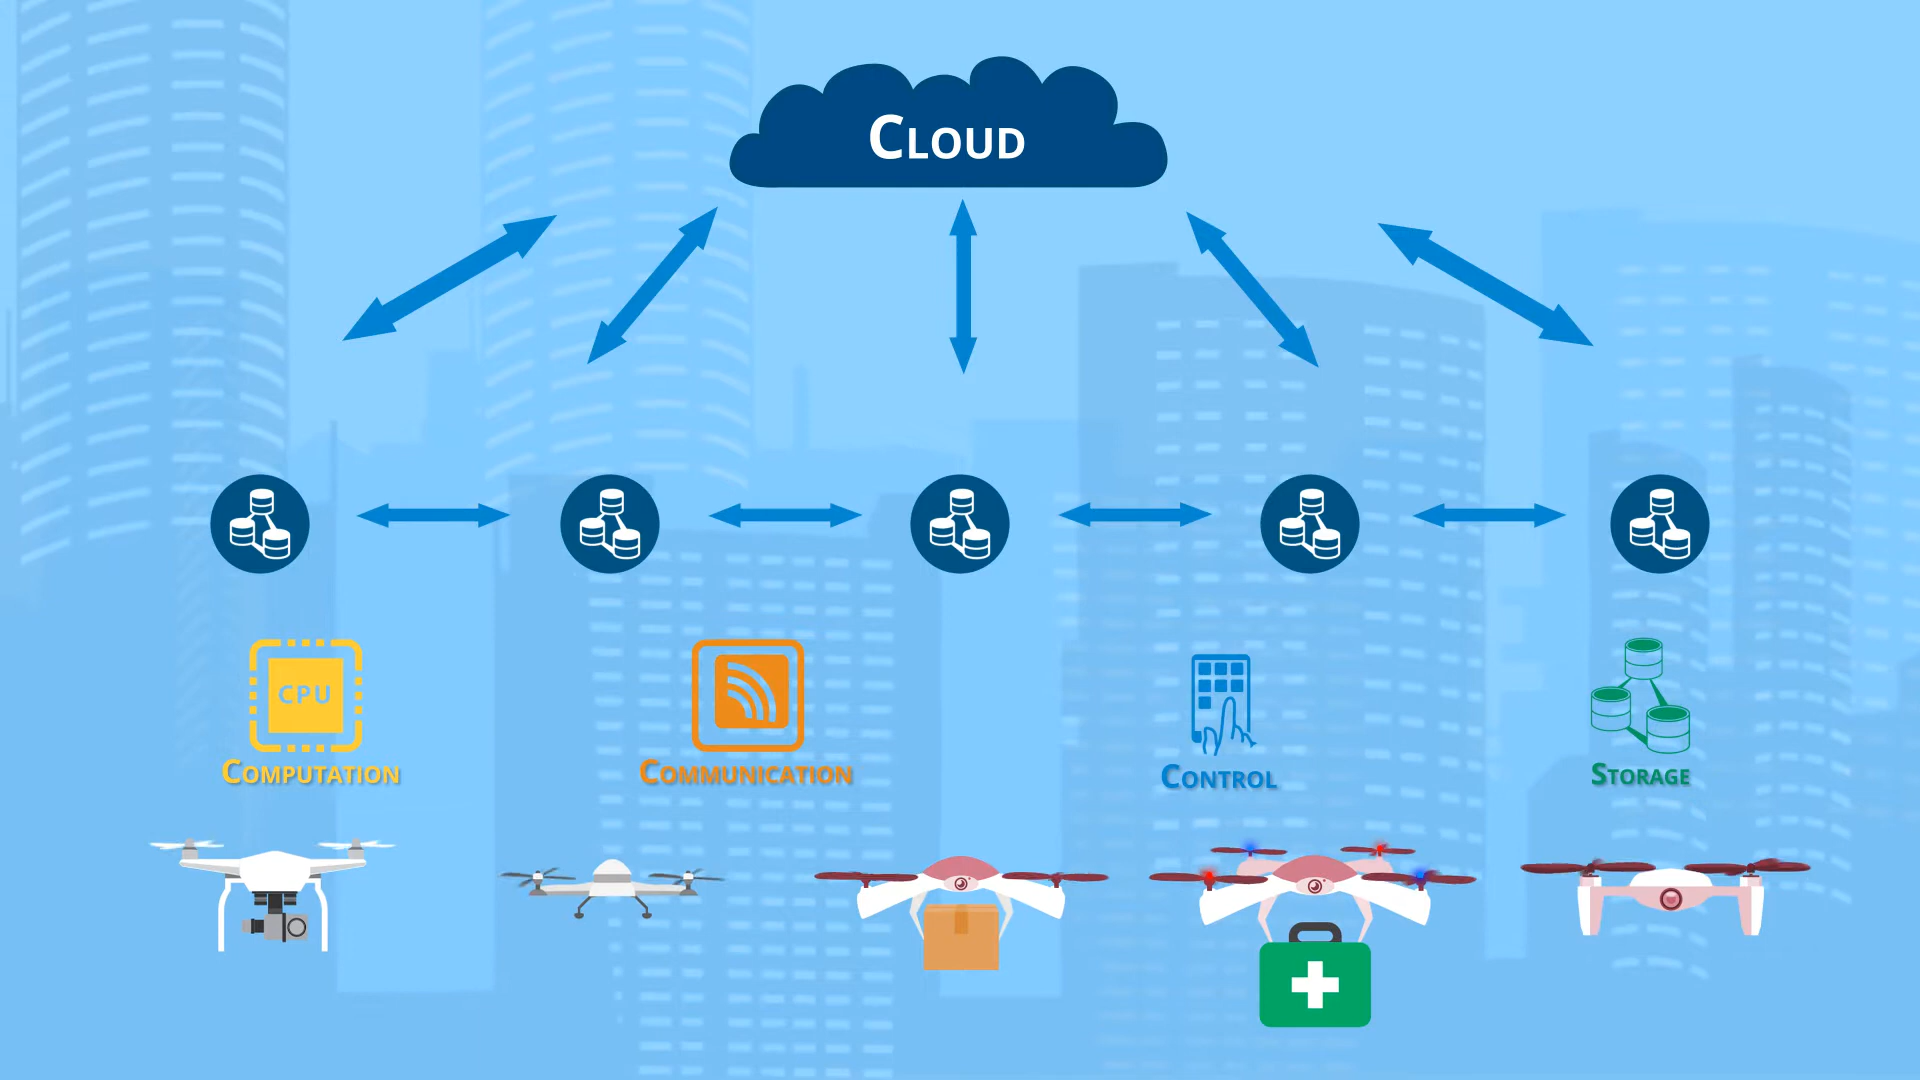 Cloud
CPU
Computation
Communication
Control
Storage